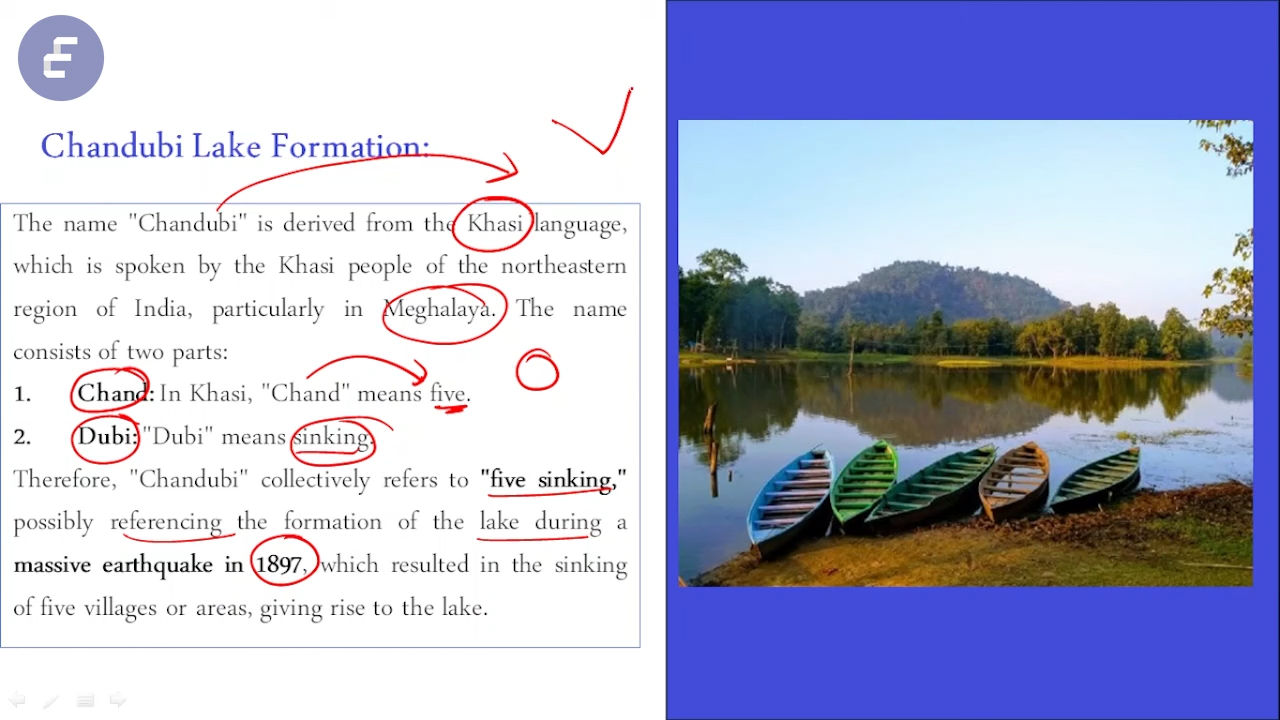 Chandubi Lake Formation:
The name "Chandubi" is derived from the Khasi language,
which is spoken by the Khasi people of the northeastern
region of India, particularly in Meghalaya. The name
consists of two parts:
1. Chand: In Khasi, "Chand" means five.
2. Dubi: "Dubi" means sinking.
Therefore, "Chandubi" collectively refers to "five sinking,"
possibly referencing the formation of the lake during a
massive earthquake in 1897, which resulted in the sinking
of five villages or areas, giving rise to the lake.